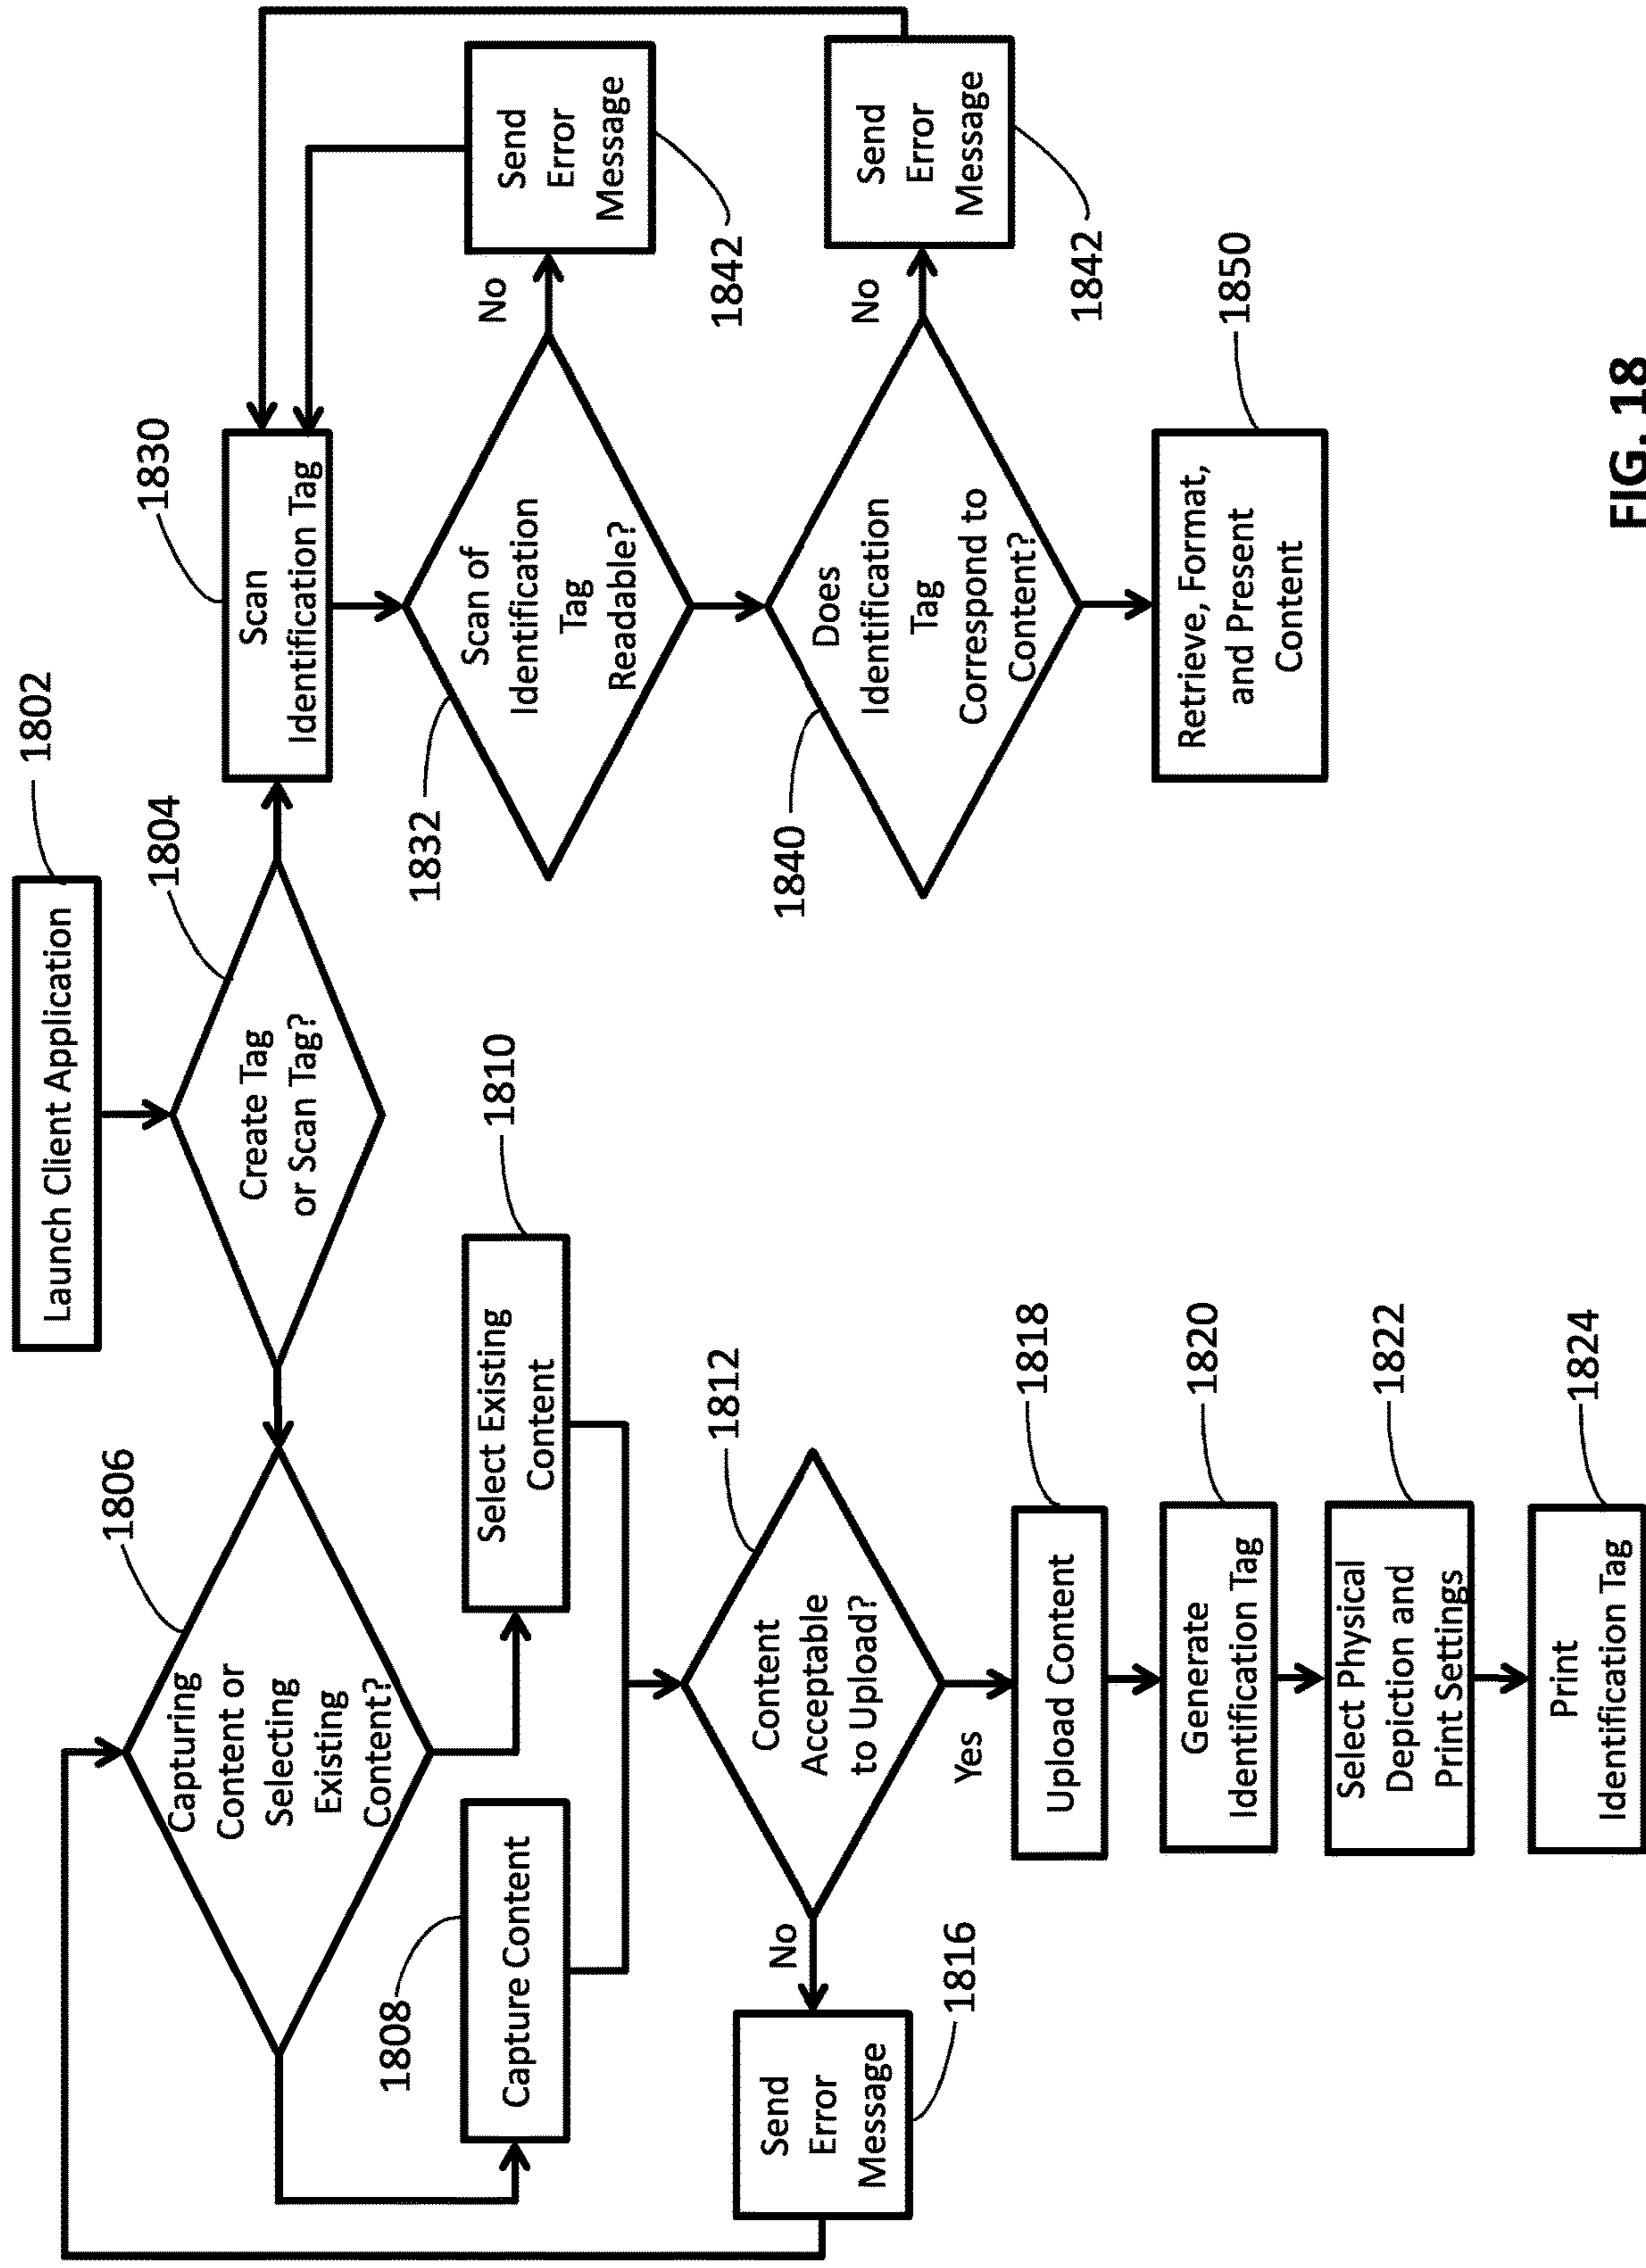 Launch Client Application
1802
Create Tag
or Scan Tag?
1804
Capturing
Content or
Selecting
Existing
Content?
1806
Capture Content
1808
Select Existing
Content
1810
Content
Acceptable
to Upload?
1812
No
Send
Error
Message
1816
Yes
Upload Content
1818
Generate
Identification Tag
1820
Select Physical
Depiction and
Print Settings
1822
Print
Identification Tag
1824
Scan
Identification Tag
1830
Scan of
Identification
Tag
Readable?
1832
No
Send
Error
Message
1842
Does
Identification
Tag
Correspond to
Content?
1840
No
Send
Error
Message
1842
Retrieve, Format,
and Present
Content
1850
FIG. 18